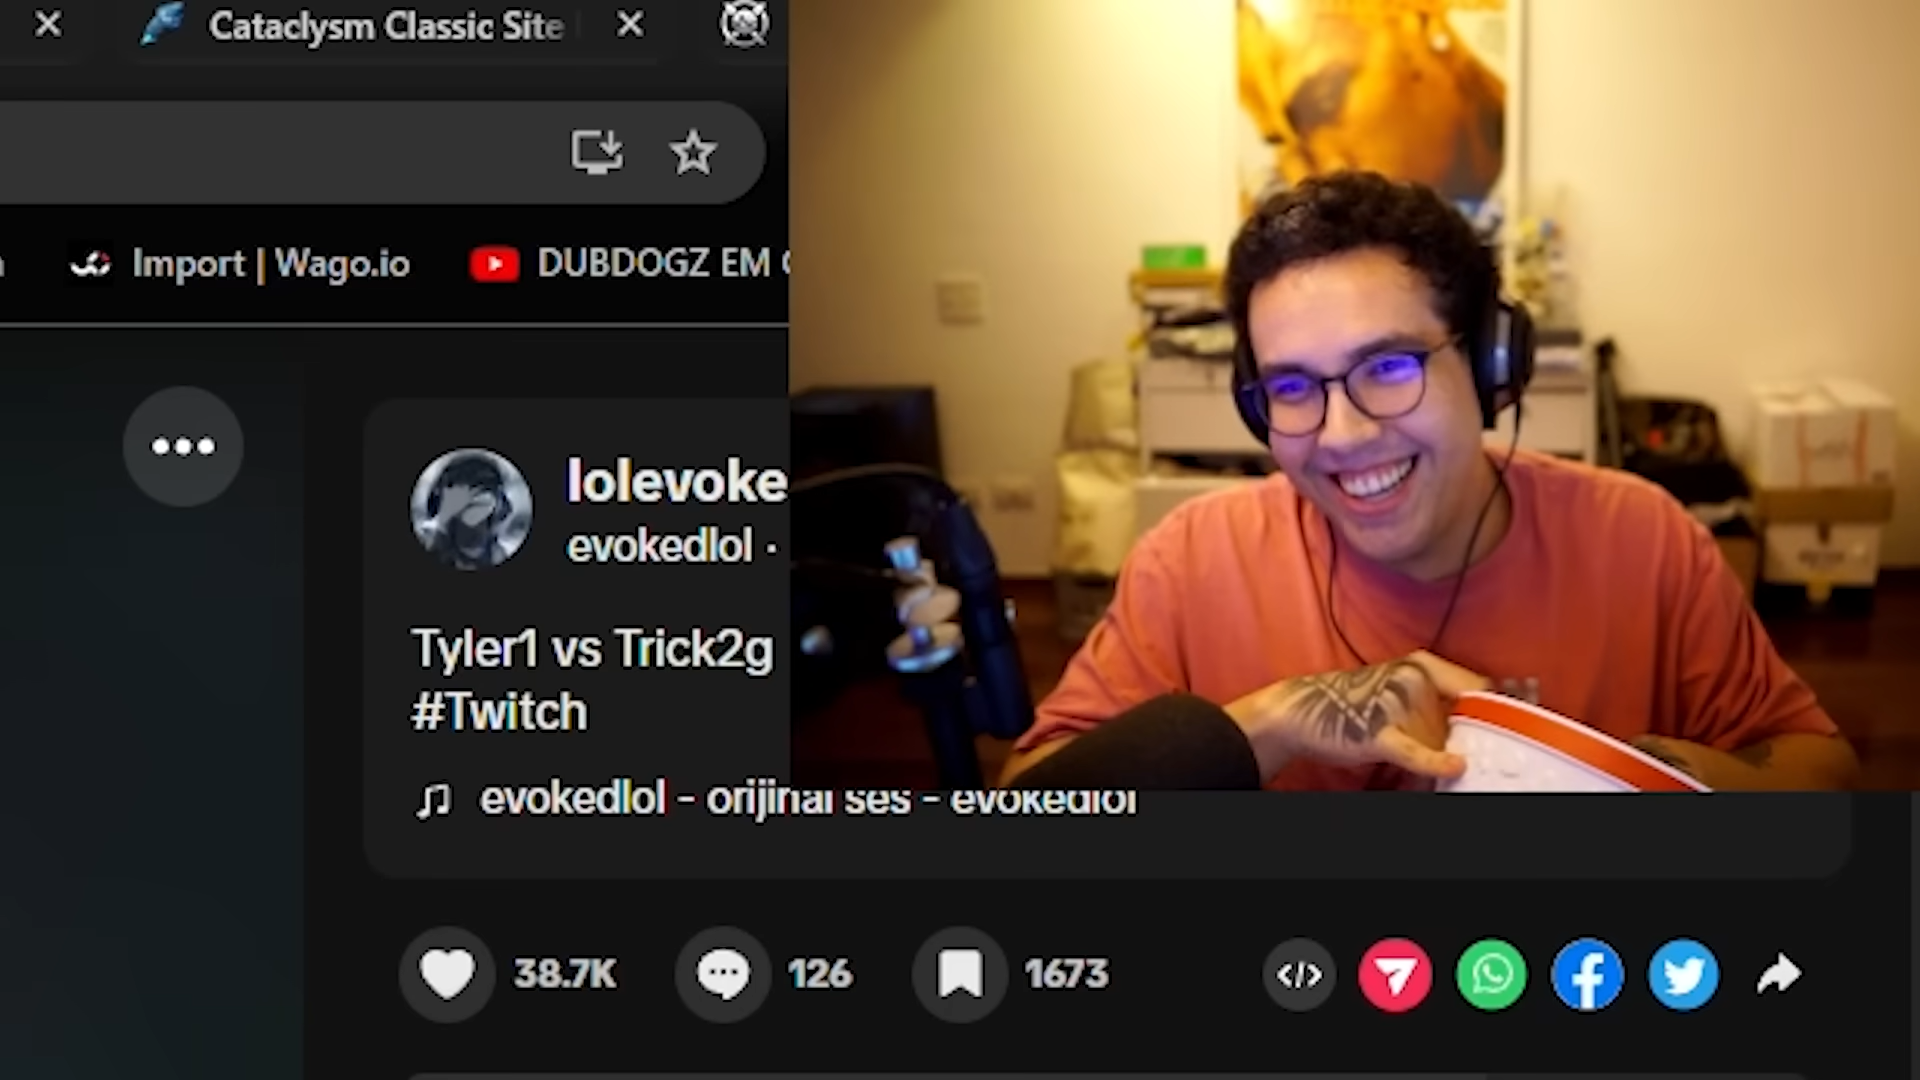 Cataclysm Classic Site
Import | Wago.io
DUBDOGZ EM
lolevoke
evokedlol ·
Tyler1 vs Trick2g
#Twitch
evokedlol - orijinal ses - evokedlol
38.7K
126
1673